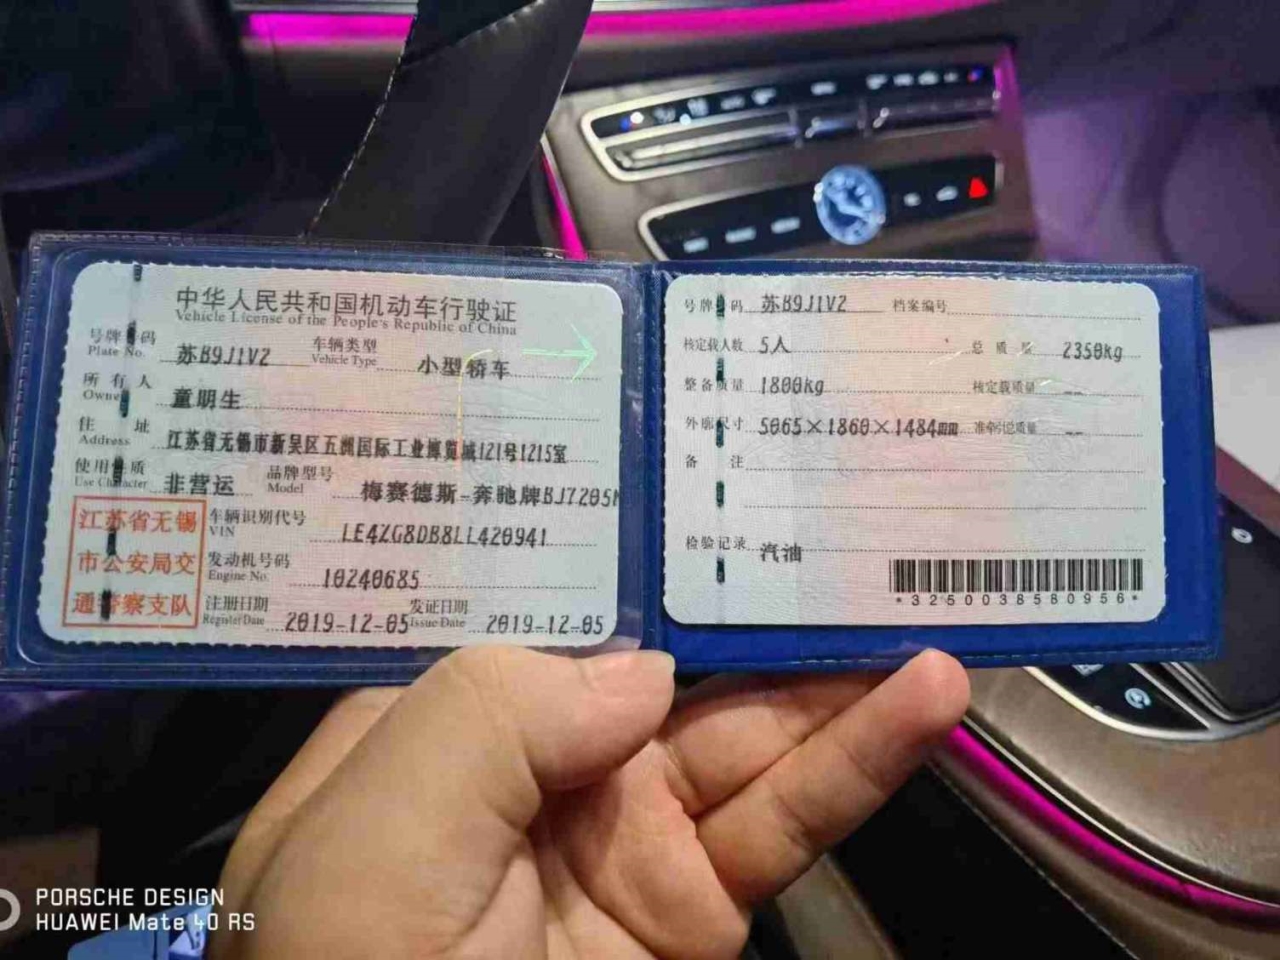 中华人民共和国机动车行驶证
Vehicle License of the People's Republic of China
号牌号码 苏B9J1V2 车辆类型 小型轿车
Plate No. Vehicle Type
所有人 童明生
Owner
住址 江苏省无锡市新吴区五洲国际工业博览城121号1215室
Address
使用性质 非营运 品牌型号 梅赛德斯-奔驰牌BJ7205
Use Character Model
江苏省无锡
市公安局交
通警察支队
车辆识别代号 LE4ZG8DB8LL420941
VIN
发动机号码 10240685
Engine No.
注册日期 2019-12-05 发证日期 2019-12-05
Register Date Issue Date
号牌号码 苏B9J1V2 档案编号
核定载人数 5人 总质量 2350kg
整备质量 1800kg 核定载质量 --
外廓尺寸 5065×1860×1484mm 准牵引总质量 --
备注
检验记录 汽油
*3250038580956*
PORSCHE DESIGN
HUAWEI Mate 40 RS